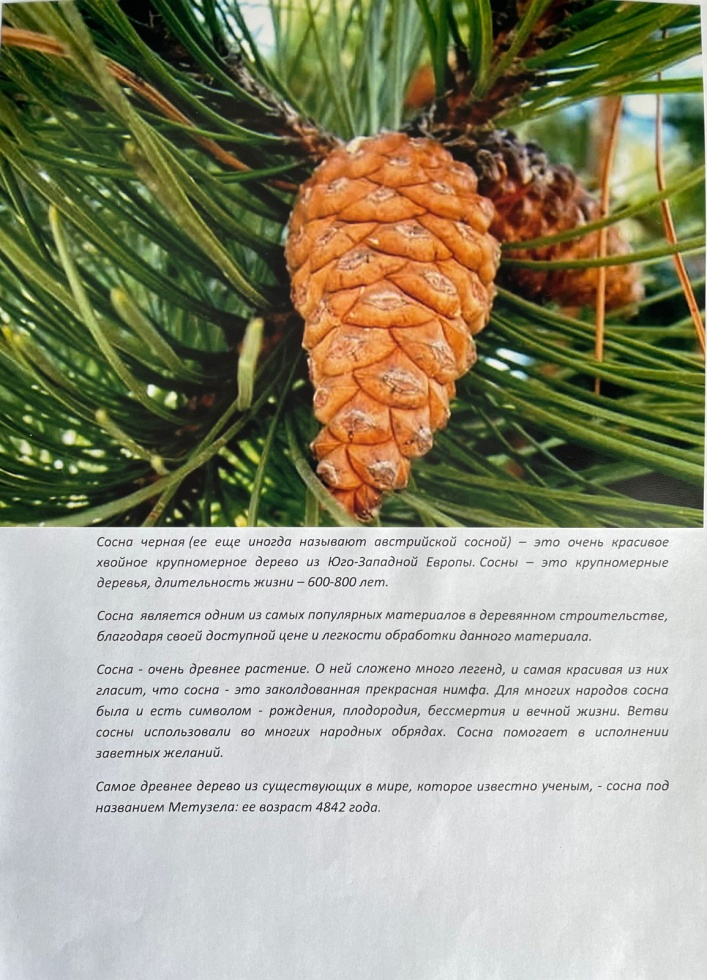 Сосна черная (ее еще иногда называют австрийской сосной) – это очень красивое
хвойное крупномерное дерево из Юго-Западной Европы. Сосны – это крупномерные
деревья, длительность жизни – 600-800 лет.
Сосна является одним из самых популярных материалов в деревянном строительстве,
благодаря своей доступной цене и легкости обработки данного материала.
Сосна - очень древнее растение. О ней сложено много легенд, и самая красивая из них
гласит, что сосна - это заколдованная прекрасная нимфа. Для многих народов сосна
была и есть символом - рождения, плодородия, бессмертия и вечной жизни. Ветви
сосны использовали во многих народных обрядах. Сосна помогает в исполнении
заветных желаний.
Самое древнее дерево из существующих в мире, которое известно ученым, - сосна под
названием Метузела: ее возраст 4842 года.